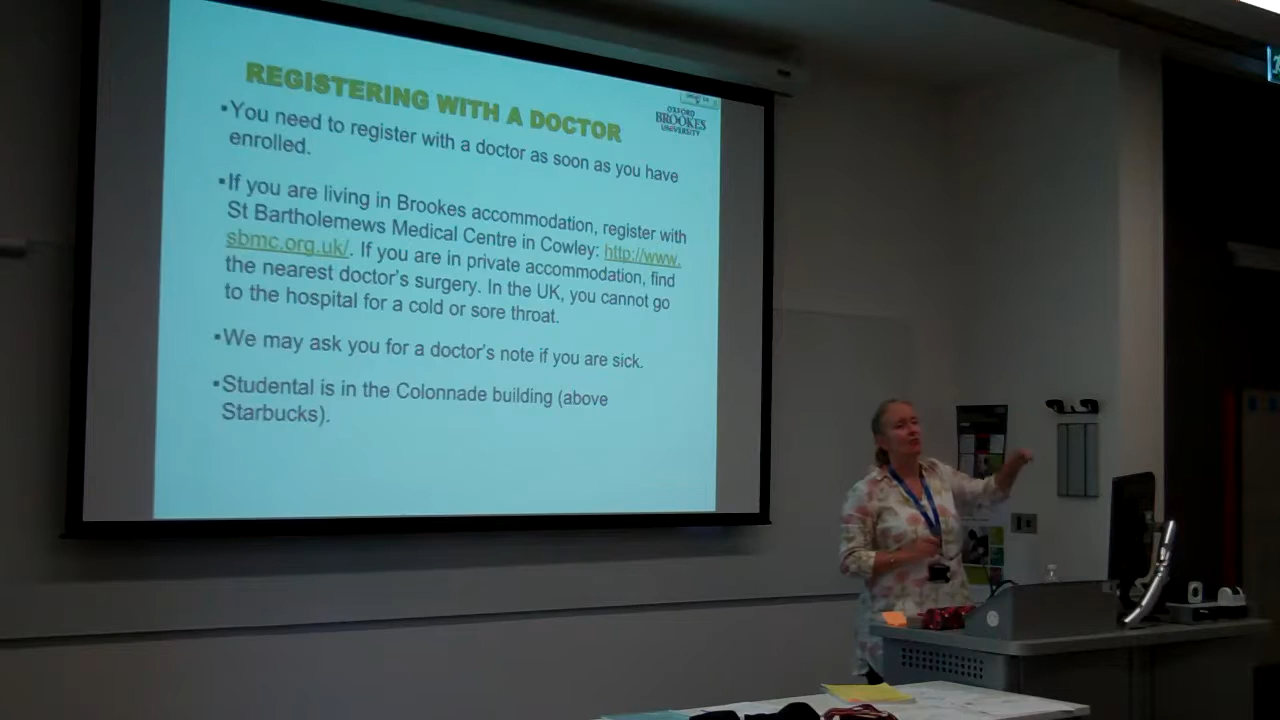 REGISTERING WITH A DOCTOR
OXFORD
BROOKES
UNIVERSITY
▪You need to register with a doctor as soon as you have
enrolled.
▪If you are living in Brookes accommodation, register with
St Bartholemews Medical Centre in Cowley: http://www.
sbmc.org.uk/. If you are in private accommodation, find
the nearest doctor's surgery. In the UK, you cannot go
to the hospital for a cold or sore throat.
▪We may ask you for a doctor's note if you are sick.
▪Studental is in the Colonnade building (above
Starbucks).